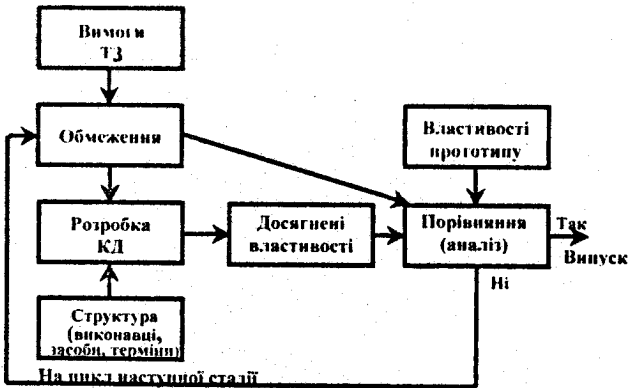 Вимоги
ТЗ
Обмеження
Властивості
прототипу
Розробка
КД
Досягнені
властивості
Порівняння
(аналіз)
Так
Випуск
Ні
Структура
(виконавці,
засоби, терміни)
На цикл наступної стадії